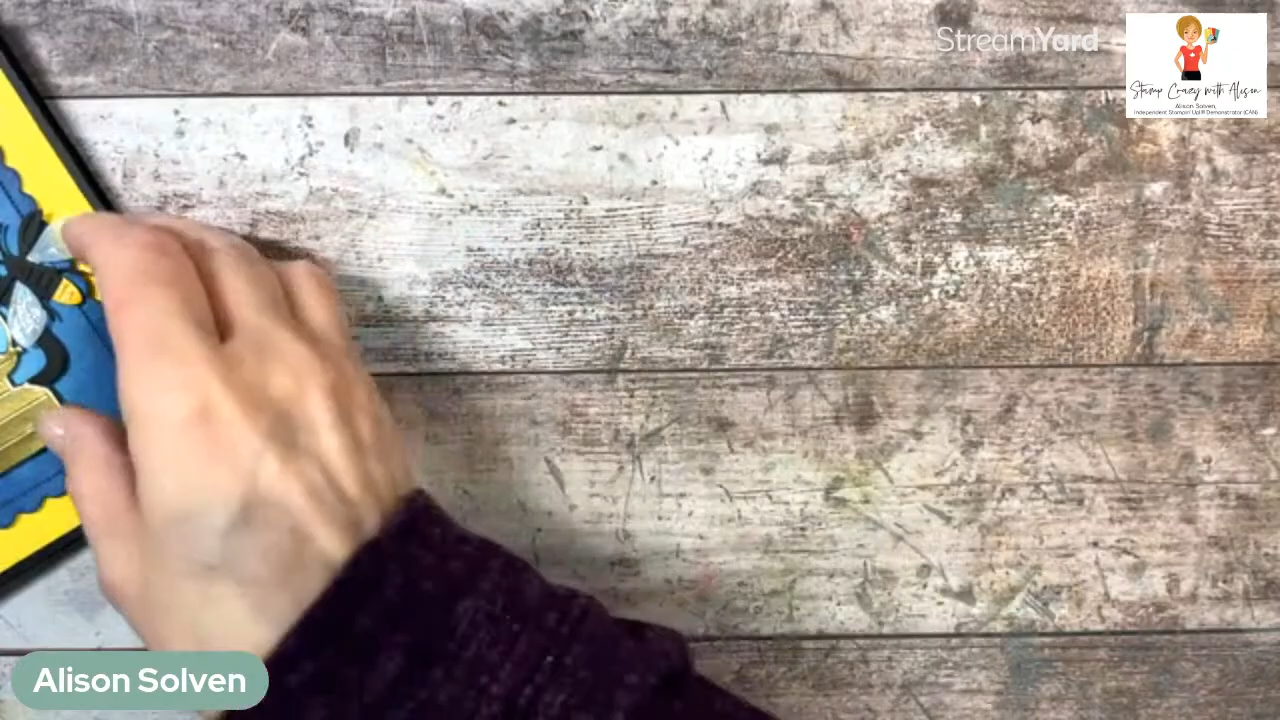 StreamYard
Stamp Crazy with Alison
Alison Solven,
Independent Stampin' Up!® Demonstrator (CAN)
Alison Solven